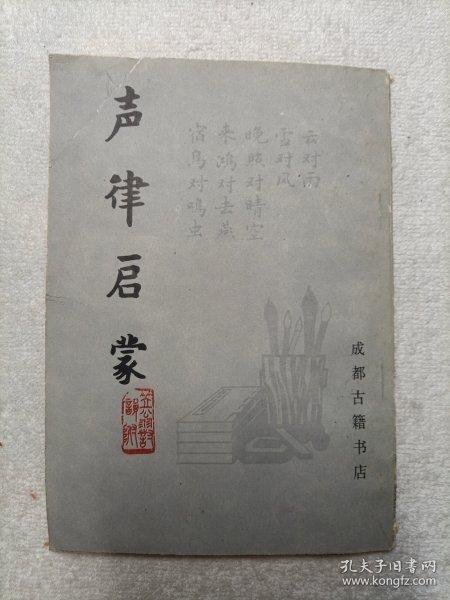 声律启蒙
云对雨
雪对风
晚照对晴空
来鸿对去燕
宿鸟对鸣虫
成都古籍书店
孔夫子旧书网
www.kongfz.com